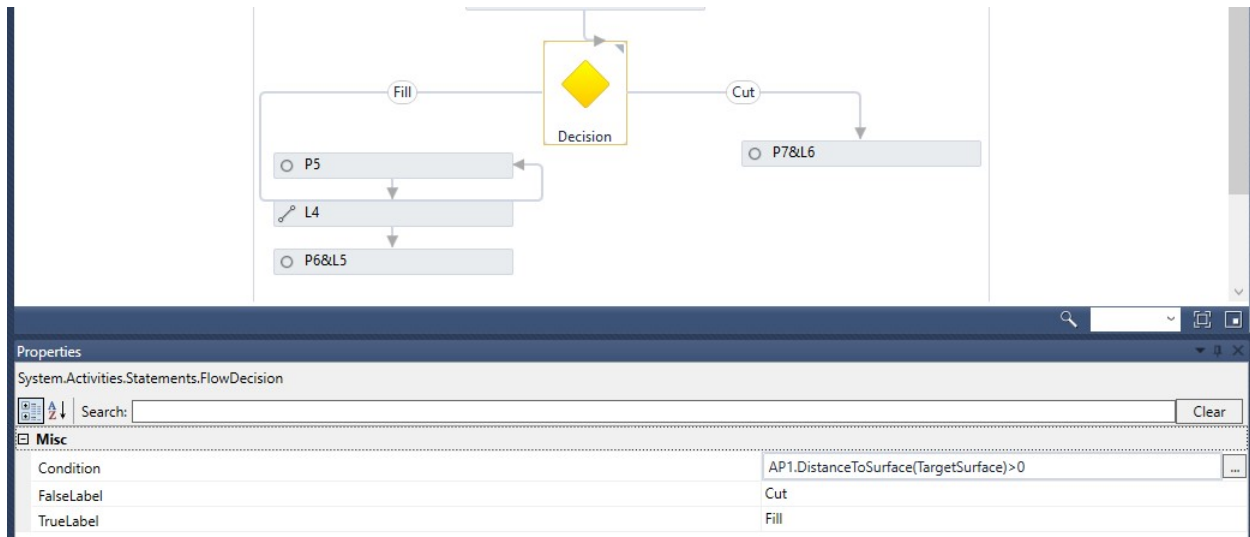 Fill
Cut
Decision
P5
P7&L6
L4
P6&L5
Properties
System.Activities.Statements.FlowDecision
Search:
Clear
Misc
Condition AP1.DistanceToSurface(TargetSurface)>0 ...
FalseLabel Cut
TrueLabel Fill